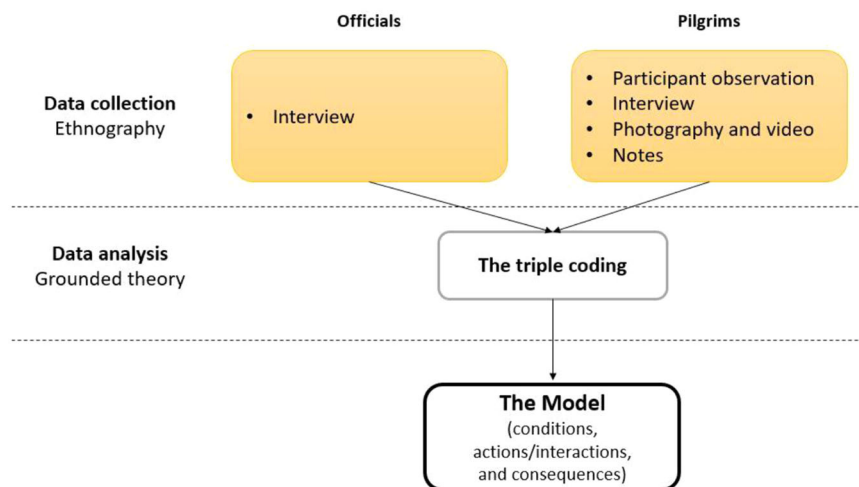 Officials
Pilgrims
Data collection
Ethnography
• Interview
• Participant observation
• Interview
• Photography and video
• Notes
Data analysis
Grounded theory
The triple coding
The Model
(conditions,
actions/interactions,
and consequences)